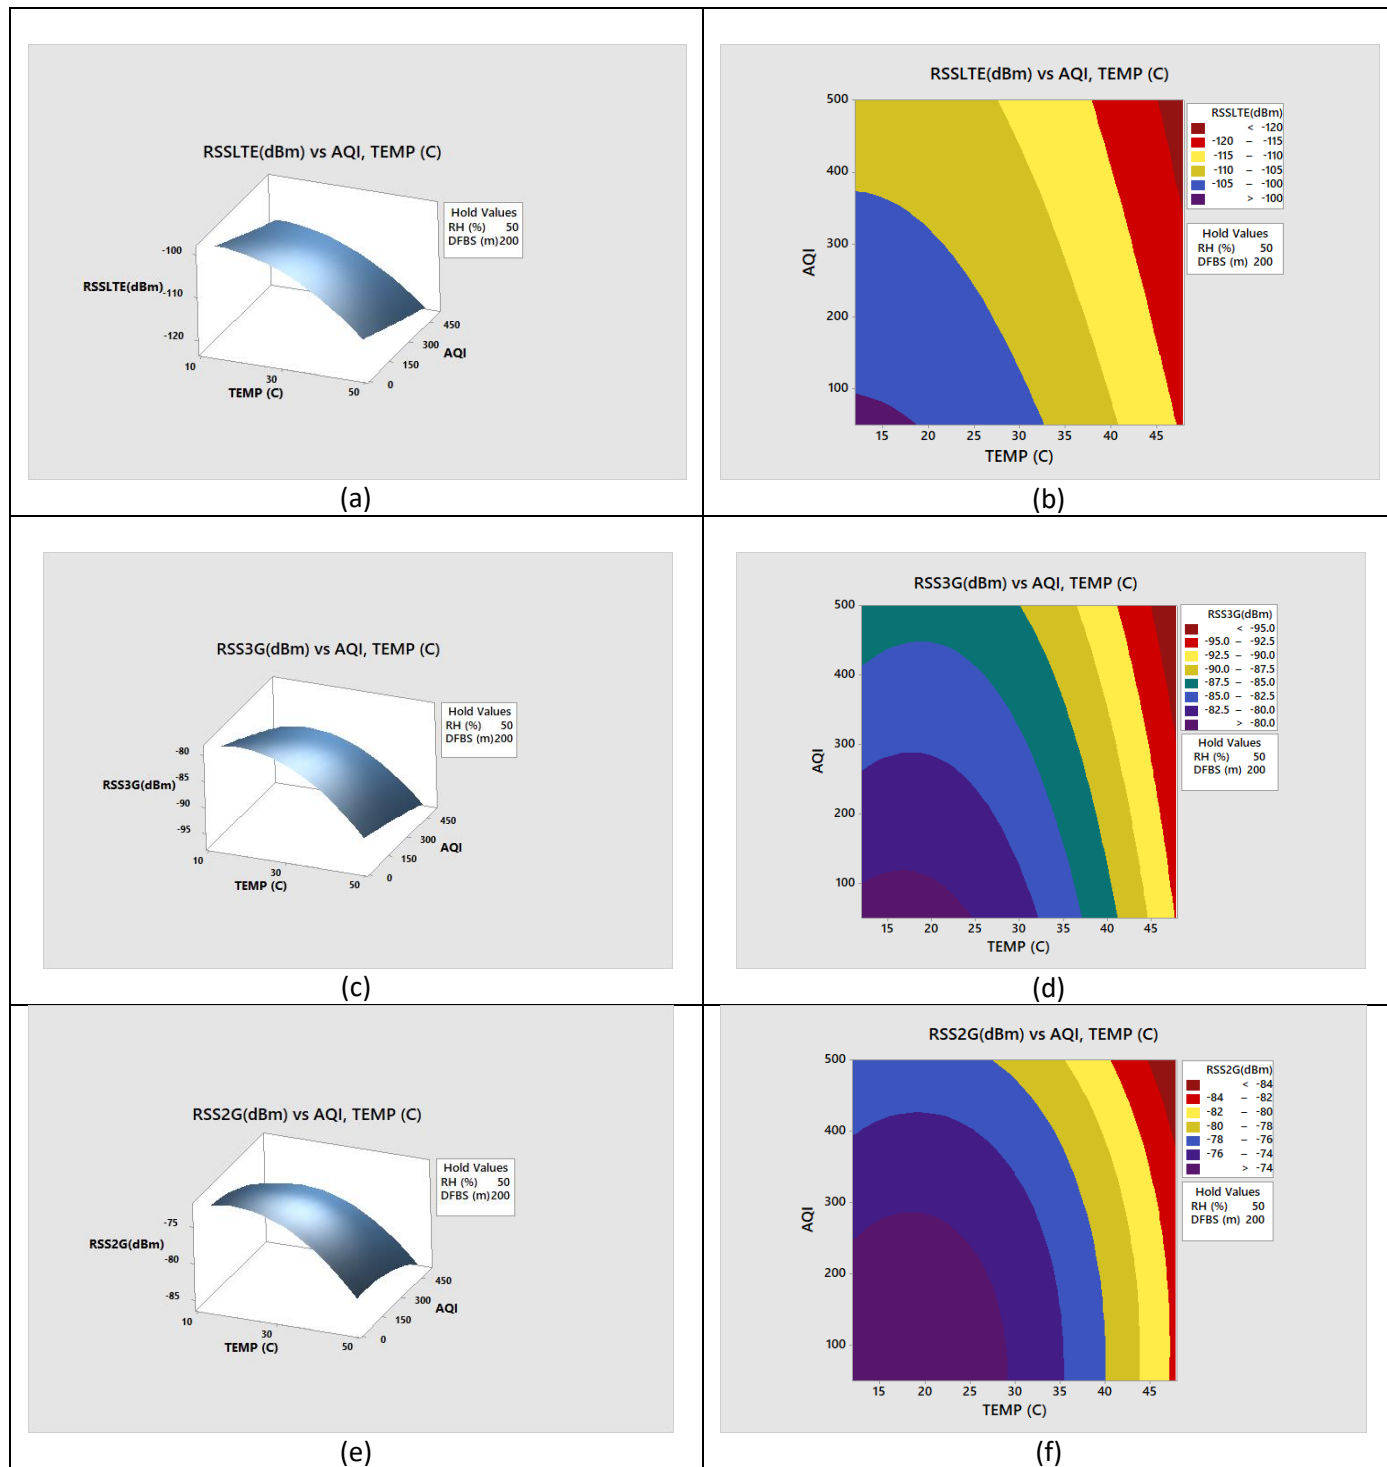 RSSLTE(dBm) vs AQI, TEMP (C)
Hold Values
RH (%) 50
DFBS (m) 200
-100
RSSLTE(dBm)
-110
-120
10
30
50
TEMP (C)
0
150
300
450
AQI
(a)
RSSLTE(dBm) vs AQI, TEMP (C)
500
400
300
200
100
AQI
15 20 25 30 35 40 45
TEMP (C)
RSSLTE(dBm)
< -120
-120 – -115
-115 – -110
-110 – -105
-105 – -100
> -100
Hold Values
RH (%) 50
DFBS (m) 200
(b)
RSS3G(dBm) vs AQI, TEMP (C)
Hold Values
RH (%) 50
DFBS (m) 200
-80
-85
RSS3G(dBm)
-90
-95
10
30
50
TEMP (C)
0
150
300
450
AQI
(c)
RSS3G(dBm) vs AQI, TEMP (C)
500
400
300
200
100
AQI
15 20 25 30 35 40 45
TEMP (C)
RSS3G(dBm)
< -95.0
-95.0 – -92.5
-92.5 – -90.0
-90.0 – -87.5
-87.5 – -85.0
-85.0 – -82.5
-82.5 – -80.0
> -80.0
Hold Values
RH (%) 50
DFBS (m) 200
(d)
RSS2G(dBm) vs AQI, TEMP (C)
Hold Values
RH (%) 50
DFBS (m) 200
-75
RSS2G(dBm)
-80
-85
10
30
50
TEMP (C)
0
150
300
450
AQI
(e)
RSS2G(dBm) vs AQI, TEMP (C)
500
400
300
200
100
AQI
15 20 25 30 35 40 45
TEMP (C)
RSS2G(dBm)
< -84
-84 – -82
-82 – -80
-80 – -78
-78 – -76
-76 – -74
> -74
Hold Values
RH (%) 50
DFBS (m) 200
(f)